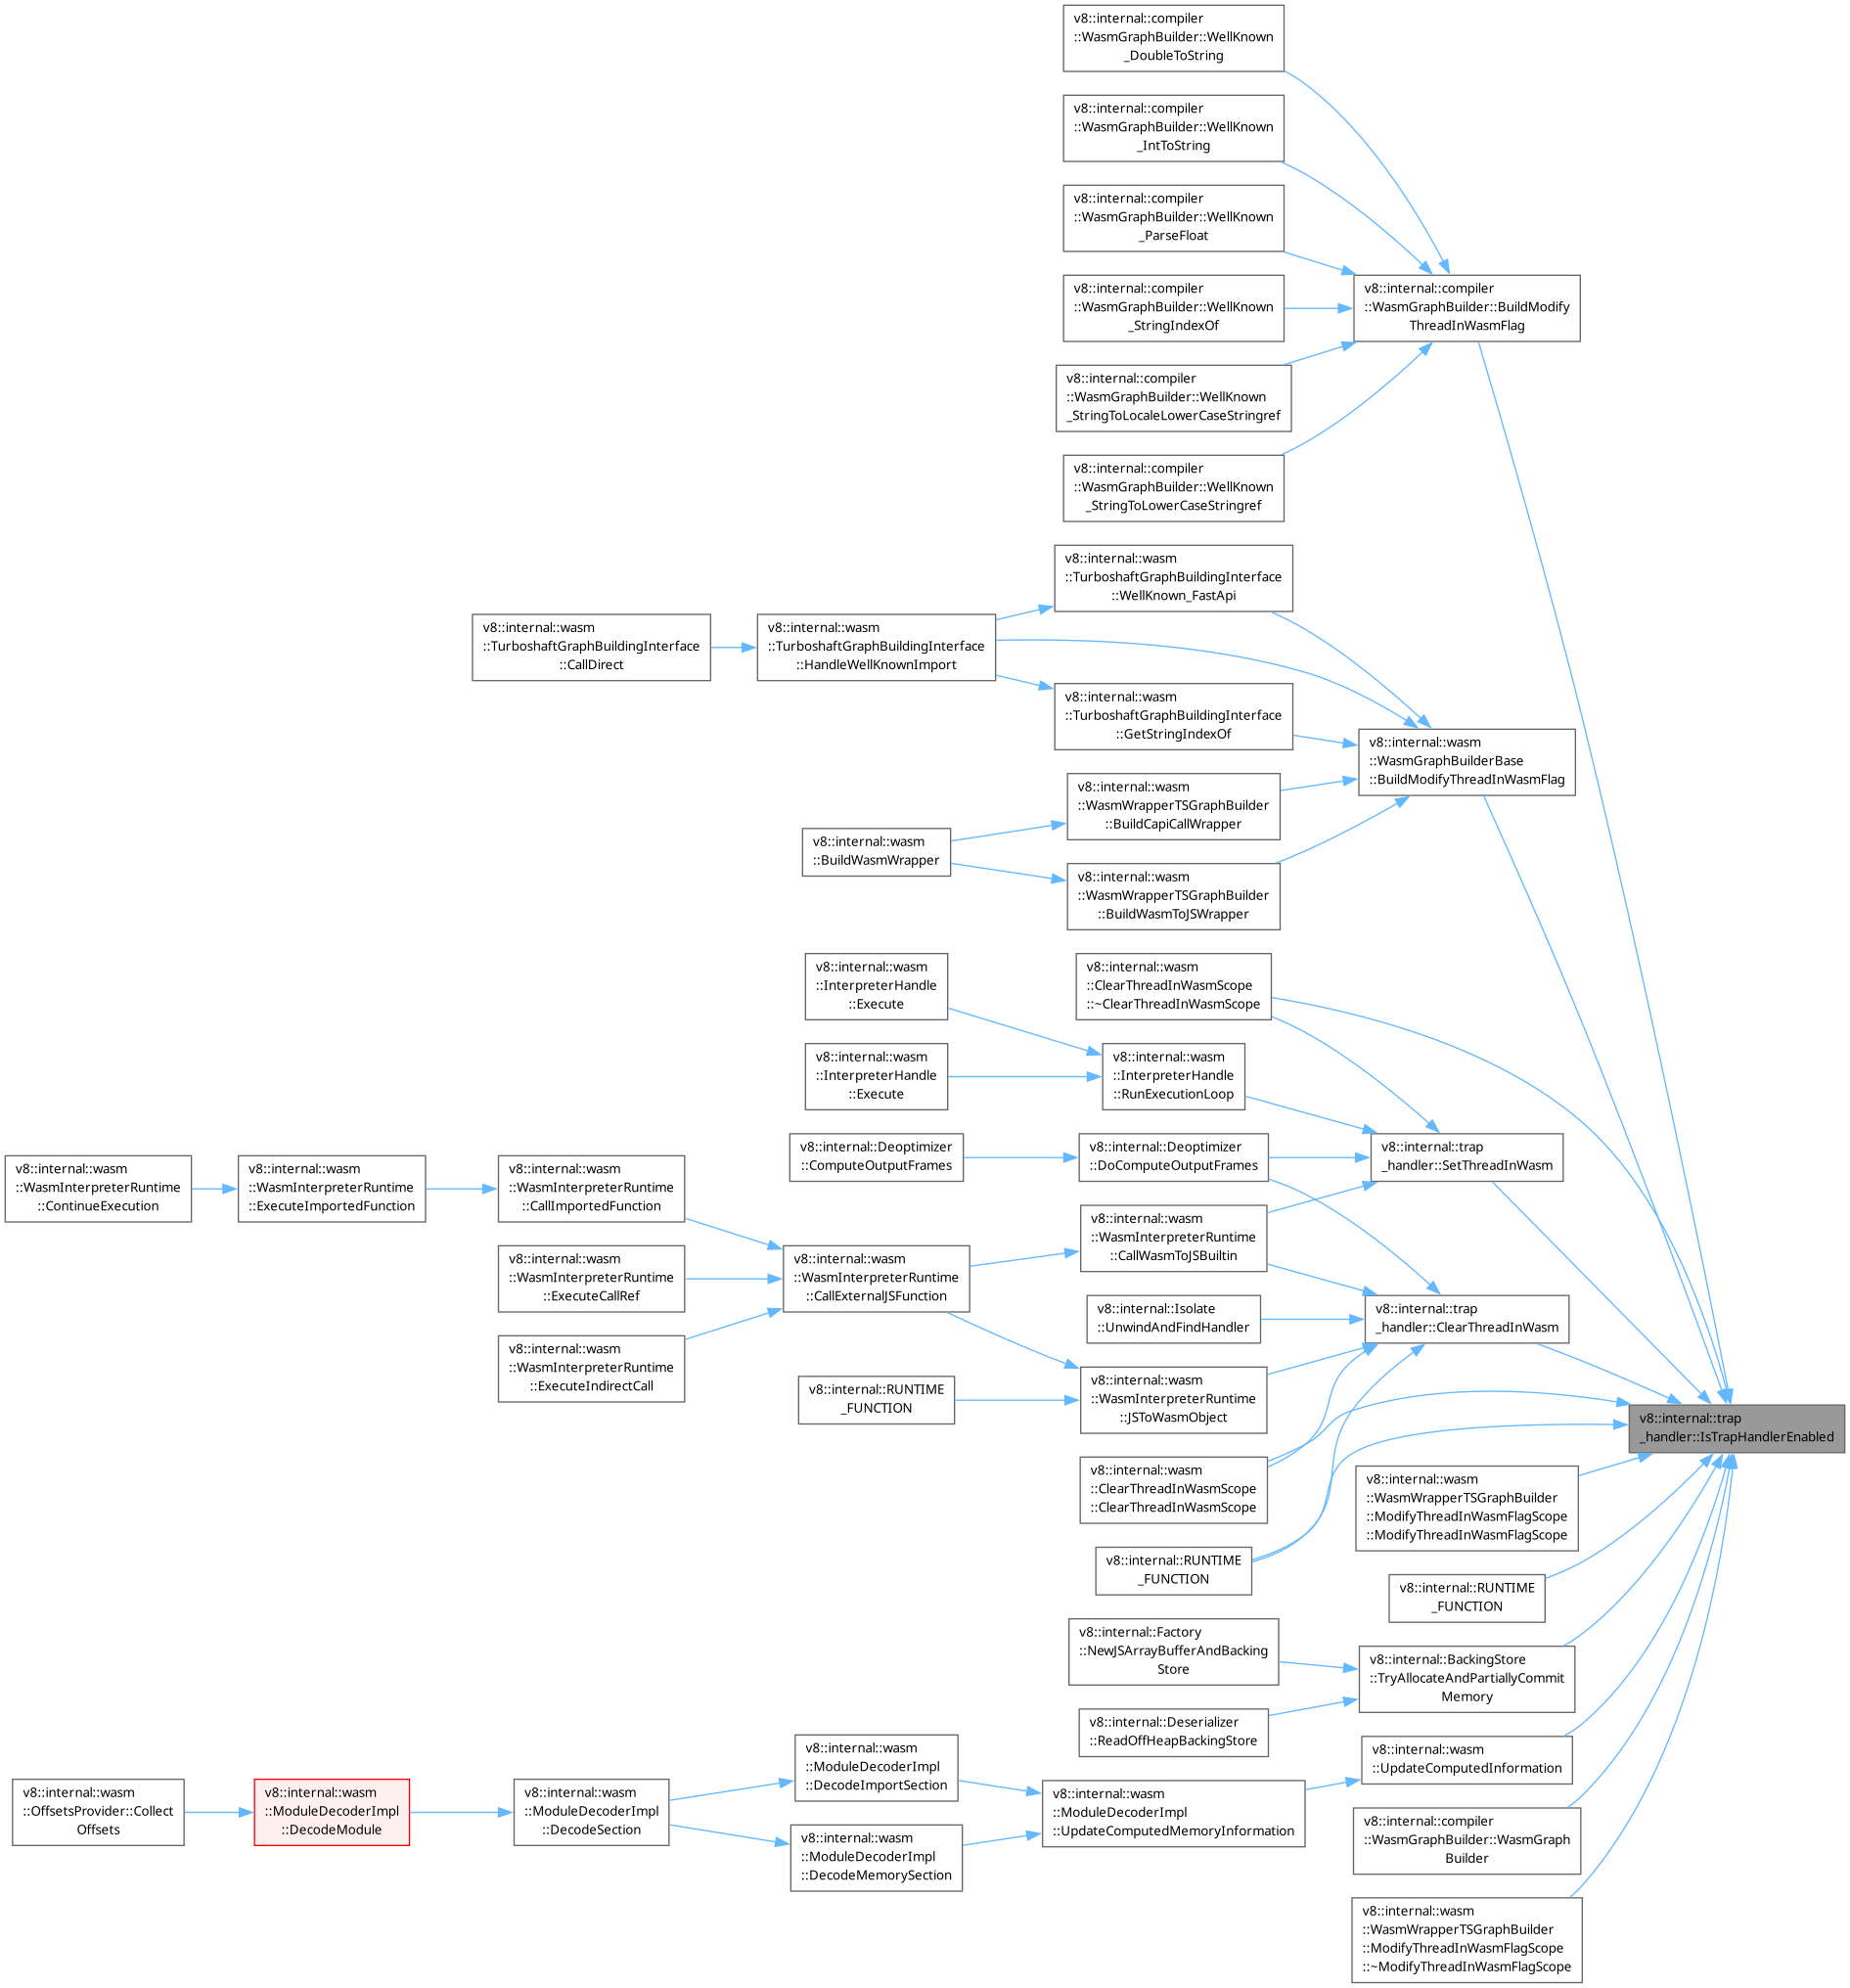 v8::internal::compiler
::WasmGraphBuilder::WellKnown
_DoubleToString
v8::internal::compiler
::WasmGraphBuilder::WellKnown
_IntToString
v8::internal::compiler
::WasmGraphBuilder::WellKnown
_ParseFloat
v8::internal::compiler
::WasmGraphBuilder::WellKnown
_StringIndexOf
v8::internal::compiler
::WasmGraphBuilder::BuildModify
ThreadInWasmFlag
v8::internal::compiler
::WasmGraphBuilder::WellKnown
_StringToLocaleLowerCaseStringref
v8::internal::compiler
::WasmGraphBuilder::WellKnown
_StringToLowerCaseStringref
v8::internal::wasm
::TurboshaftGraphBuildingInterface
::WellKnown_FastApi
v8::internal::wasm
::TurboshaftGraphBuildingInterface
::CallDirect
v8::internal::wasm
::TurboshaftGraphBuildingInterface
::HandleWellKnownImport
v8::internal::wasm
::TurboshaftGraphBuildingInterface
::GetStringIndexOf
v8::internal::wasm
::WasmGraphBuilderBase
::BuildModifyThreadInWasmFlag
v8::internal::wasm
::WasmWrapperTSGraphBuilder
::BuildCapiCallWrapper
v8::internal::wasm
::BuildWasmWrapper
v8::internal::wasm
::WasmWrapperTSGraphBuilder
::BuildWasmToJSWrapper
v8::internal::wasm
::InterpreterHandle
::Execute
v8::internal::wasm
::ClearThreadInWasmScope
::~ClearThreadInWasmScope
v8::internal::wasm
::InterpreterHandle
::Execute
v8::internal::wasm
::InterpreterHandle
::RunExecutionLoop
v8::internal::Deoptimizer
::ComputeOutputFrames
v8::internal::Deoptimizer
::DoComputeOutputFrames
v8::internal::trap
_handler::SetThreadInWasm
v8::internal::wasm
::WasmInterpreterRuntime
::ContinueExecution
v8::internal::wasm
::WasmInterpreterRuntime
::ExecuteImportedFunction
v8::internal::wasm
::WasmInterpreterRuntime
::CallImportedFunction
v8::internal::wasm
::WasmInterpreterRuntime
::CallWasmToJSBuiltin
v8::internal::wasm
::WasmInterpreterRuntime
::ExecuteCallRef
v8::internal::wasm
::WasmInterpreterRuntime
::CallExternalJSFunction
v8::internal::Isolate
::UnwindAndFindHandler
v8::internal::trap
_handler::ClearThreadInWasm
v8::internal::wasm
::WasmInterpreterRuntime
::ExecuteIndirectCall
v8::internal::RUNTIME
_FUNCTION
v8::internal::wasm
::WasmInterpreterRuntime
::JSToWasmObject
v8::internal::trap
_handler::IsTrapHandlerEnabled
v8::internal::wasm
::ClearThreadInWasmScope
::ClearThreadInWasmScope
v8::internal::wasm
::WasmWrapperTSGraphBuilder
::ModifyThreadInWasmFlagScope
::ModifyThreadInWasmFlagScope
v8::internal::RUNTIME
_FUNCTION
v8::internal::RUNTIME
_FUNCTION
v8::internal::Factory
::NewJSArrayBufferAndBacking
Store
v8::internal::BackingStore
::TryAllocateAndPartiallyCommit
Memory
v8::internal::Deserializer
::ReadOffHeapBackingStore
v8::internal::wasm
::UpdateComputedInformation
v8::internal::wasm
::ModuleDecoderImpl
::DecodeImportSection
v8::internal::wasm
::OffsetsProvider::Collect
Offsets
v8::internal::wasm
::ModuleDecoderImpl
::DecodeModule
v8::internal::wasm
::ModuleDecoderImpl
::DecodeSection
v8::internal::wasm
::ModuleDecoderImpl
::UpdateComputedMemoryInformation
v8::internal::compiler
::WasmGraphBuilder::WasmGraph
Builder
v8::internal::wasm
::ModuleDecoderImpl
::DecodeMemorySection
v8::internal::wasm
::WasmWrapperTSGraphBuilder
::ModifyThreadInWasmFlagScope
::~ModifyThreadInWasmFlagScope